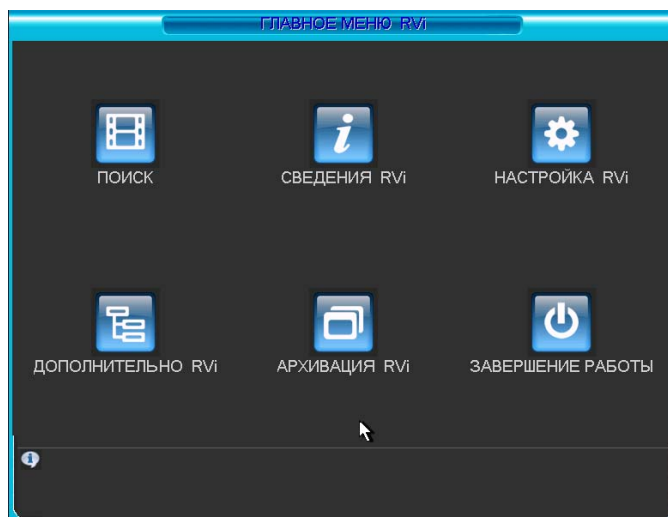 ГЛАВНОЕ МЕНЮ RVi
ПОИСК
СВЕДЕНИЯ RVi
НАСТРОЙКА RVi
ДОПОЛНИТЕЛЬНО RVi
АРХИВАЦИЯ RVi
ЗАВЕРШЕНИЕ РАБОТЫ